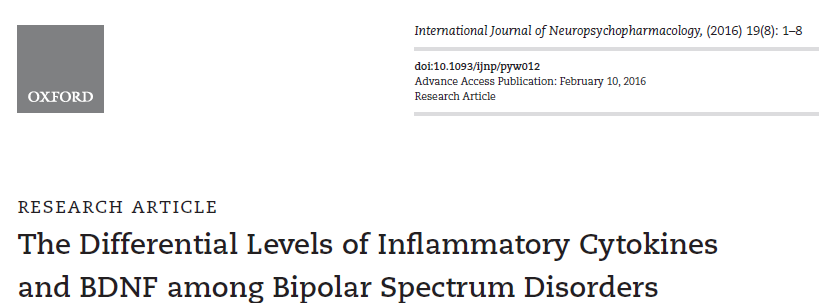 International Journal of Neuropsychopharmacology, (2016) 19(8): 1–8
doi:10.1093/ijnp/pyw012
Advance Access Publication: February 10, 2016
Research Article
OXFORD
RESEARCH ARTICLE
The Differential Levels of Inflammatory Cytokines
and BDNF among Bipolar Spectrum Disorders